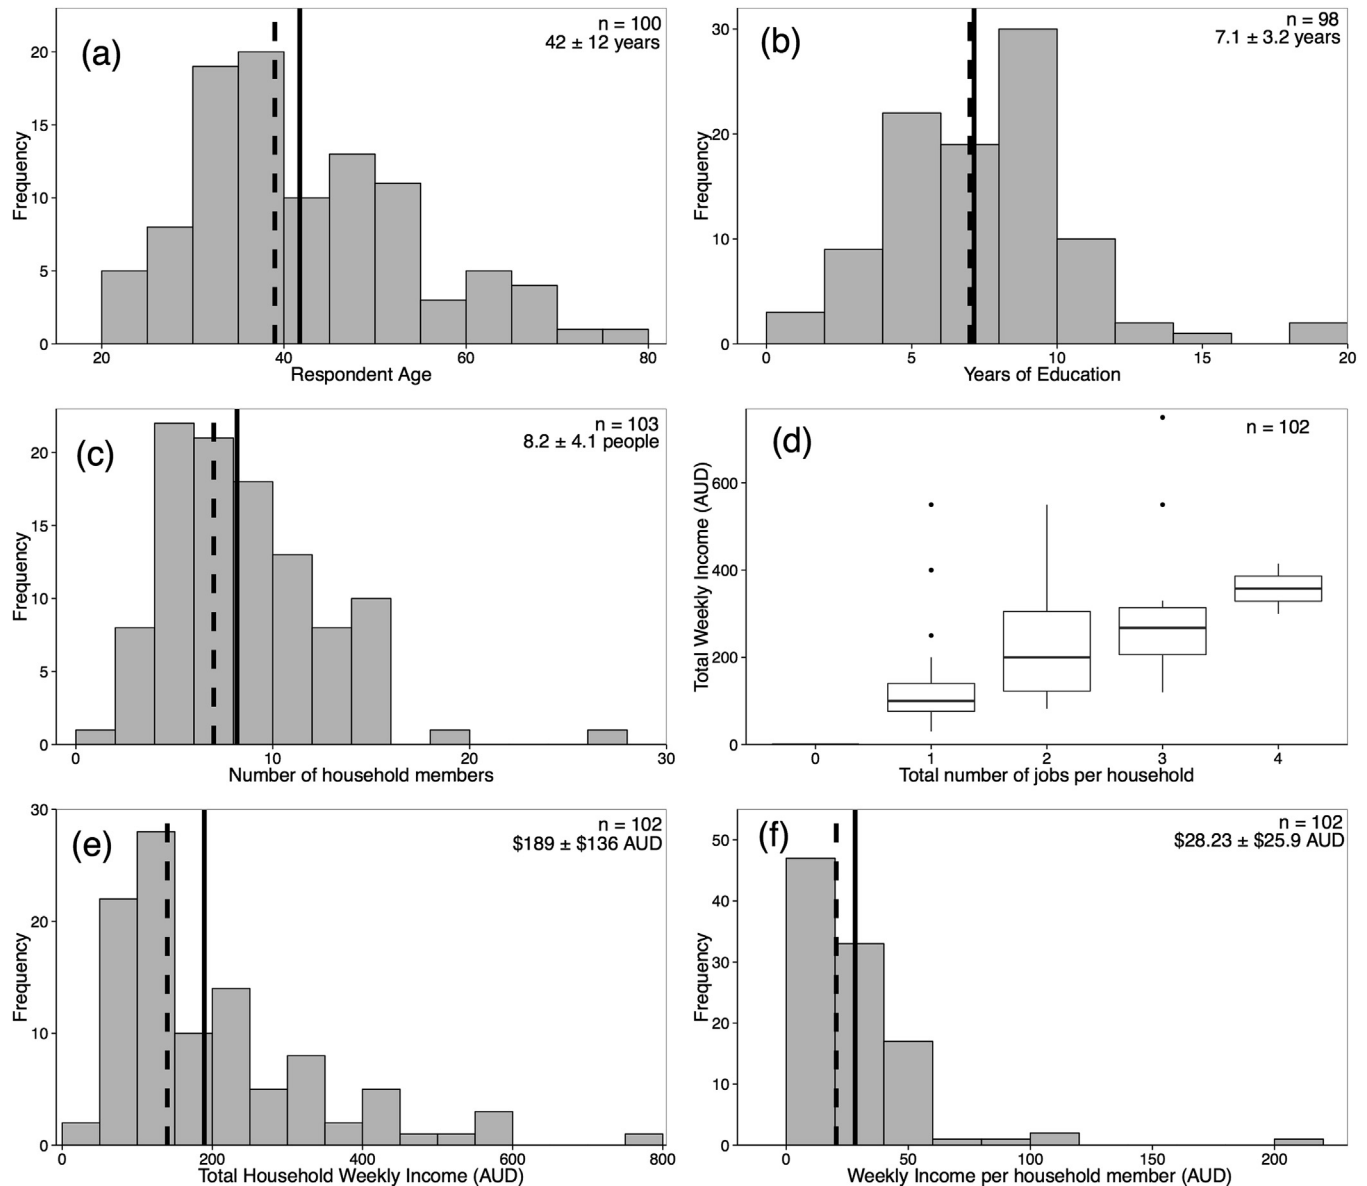 (a)
n = 100
42 ± 12 years
Frequency
20
15
10
5
0
20 40 60 80
Respondent Age
(b)
n = 98
7.1 ± 3.2 years
Frequency
30
20
10
0
0 5 10 15 20
Years of Education
(c)
n = 103
8.2 ± 4.1 people
Frequency
20
15
10
5
0
0 10 20 30
Number of household members
(d)
n = 102
Total Weekly Income (AUD)
600
400
200
0
0 1 2 3 4
Total number of jobs per household
(e)
n = 102
$189 ± $136 AUD
Frequency
30
20
10
0
0 200 400 600 800
Total Household Weekly Income (AUD)
(f)
n = 102
$28.23 ± $25.9 AUD
Frequency
50
40
30
20
10
0
0 50 100 150 200
Weekly Income per household member (AUD)